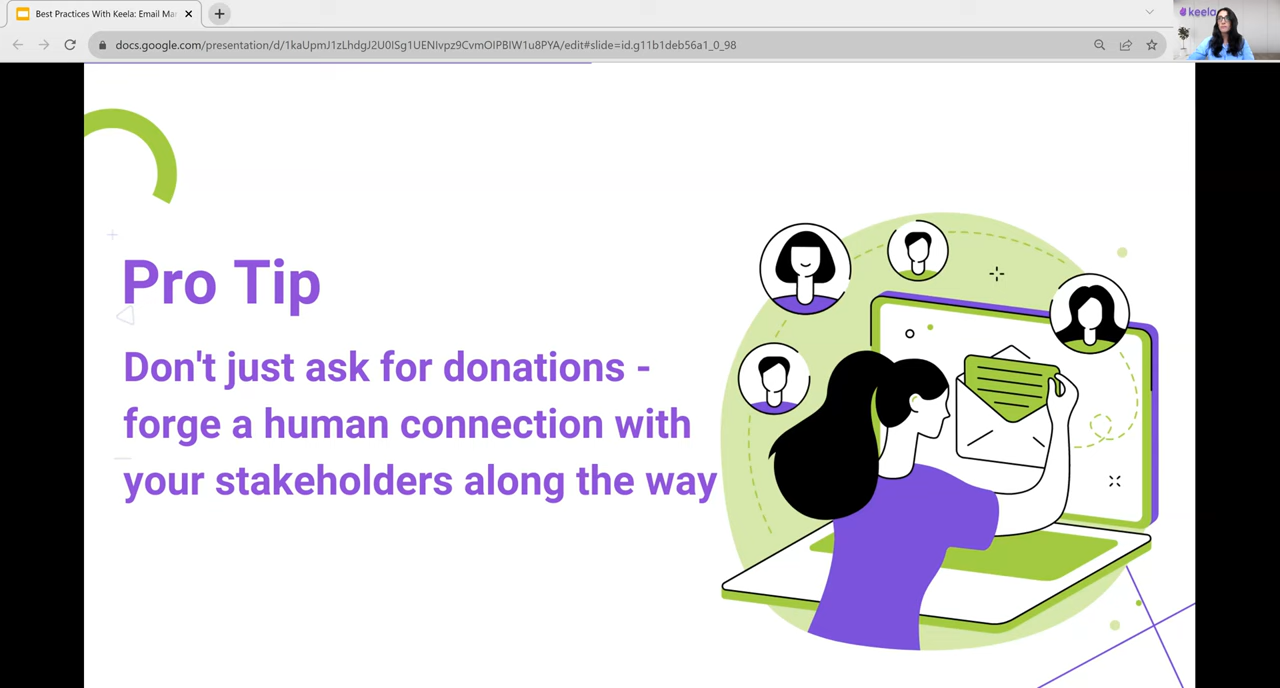 Best Practices With Keela: Email Mar
docs.google.com/presentation/d/1kaUpmJ1zLhdgJ2U0ISg1UENIvpz9CvmOIPBIW1u8PYA/edit#slide=id.g11b1deb56a1_0_98
keela
Pro Tip
Don't just ask for donations -
forge a human connection with
your stakeholders along the way